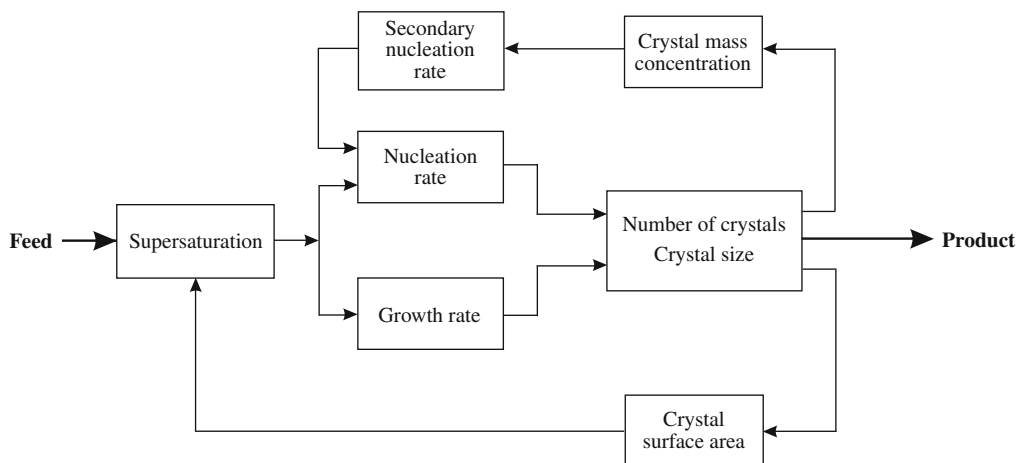 Secondary
nucleation
rate
Crystal mass
concentration
Nucleation
rate
Feed
Supersaturation
Number of crystals
Crystal size
Product
Growth rate
Crystal
surface area